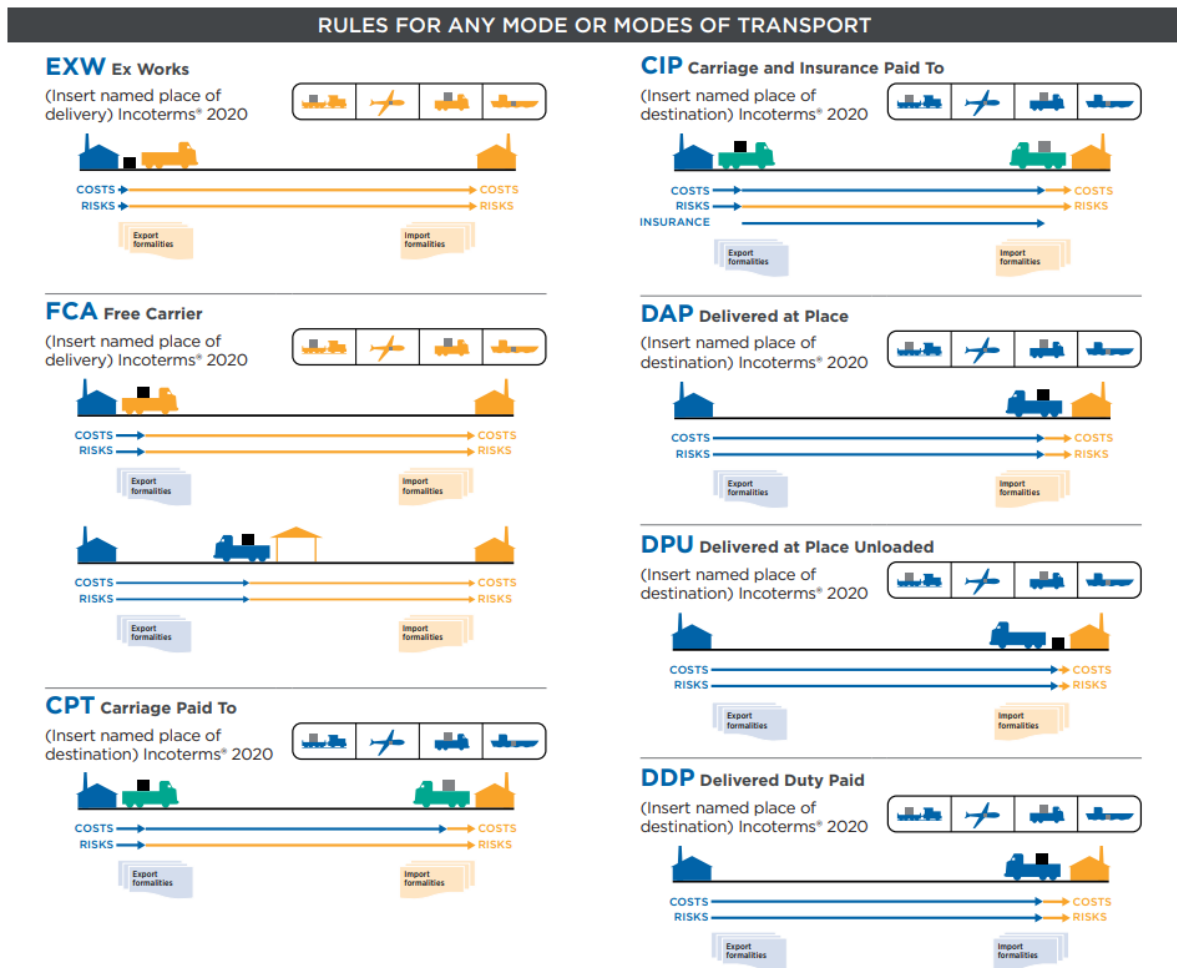 RULES FOR ANY MODE OR MODES OF TRANSPORT
EXW Ex Works
(Insert named place of
delivery) Incoterms® 2020
COSTS COSTS
RISKS RISKS
Export
formalities
Import
formalities
FCA Free Carrier
(Insert named place of
delivery) Incoterms® 2020
COSTS COSTS
RISKS RISKS
Export
formalities
Import
formalities
COSTS COSTS
RISKS RISKS
Export
formalities
Import
formalities
CPT Carriage Paid To
(Insert named place of
destination) Incoterms® 2020
COSTS COSTS
RISKS RISKS
Export
formalities
Import
formalities
CIP Carriage and Insurance Paid To
(Insert named place of
destination) Incoterms® 2020
COSTS COSTS
RISKS RISKS
INSURANCE
Export
formalities
Import
formalities
DAP Delivered at Place
(Insert named place of
destination) Incoterms® 2020
COSTS COSTS
RISKS RISKS
Export
formalities
Import
formalities
DPU Delivered at Place Unloaded
(Insert named place of
destination) Incoterms® 2020
COSTS COSTS
RISKS RISKS
Export
formalities
Import
formalities
DDP Delivered Duty Paid
(Insert named place of
destination) Incoterms® 2020
COSTS COSTS
RISKS RISKS
Export
formalities
Import
formalities